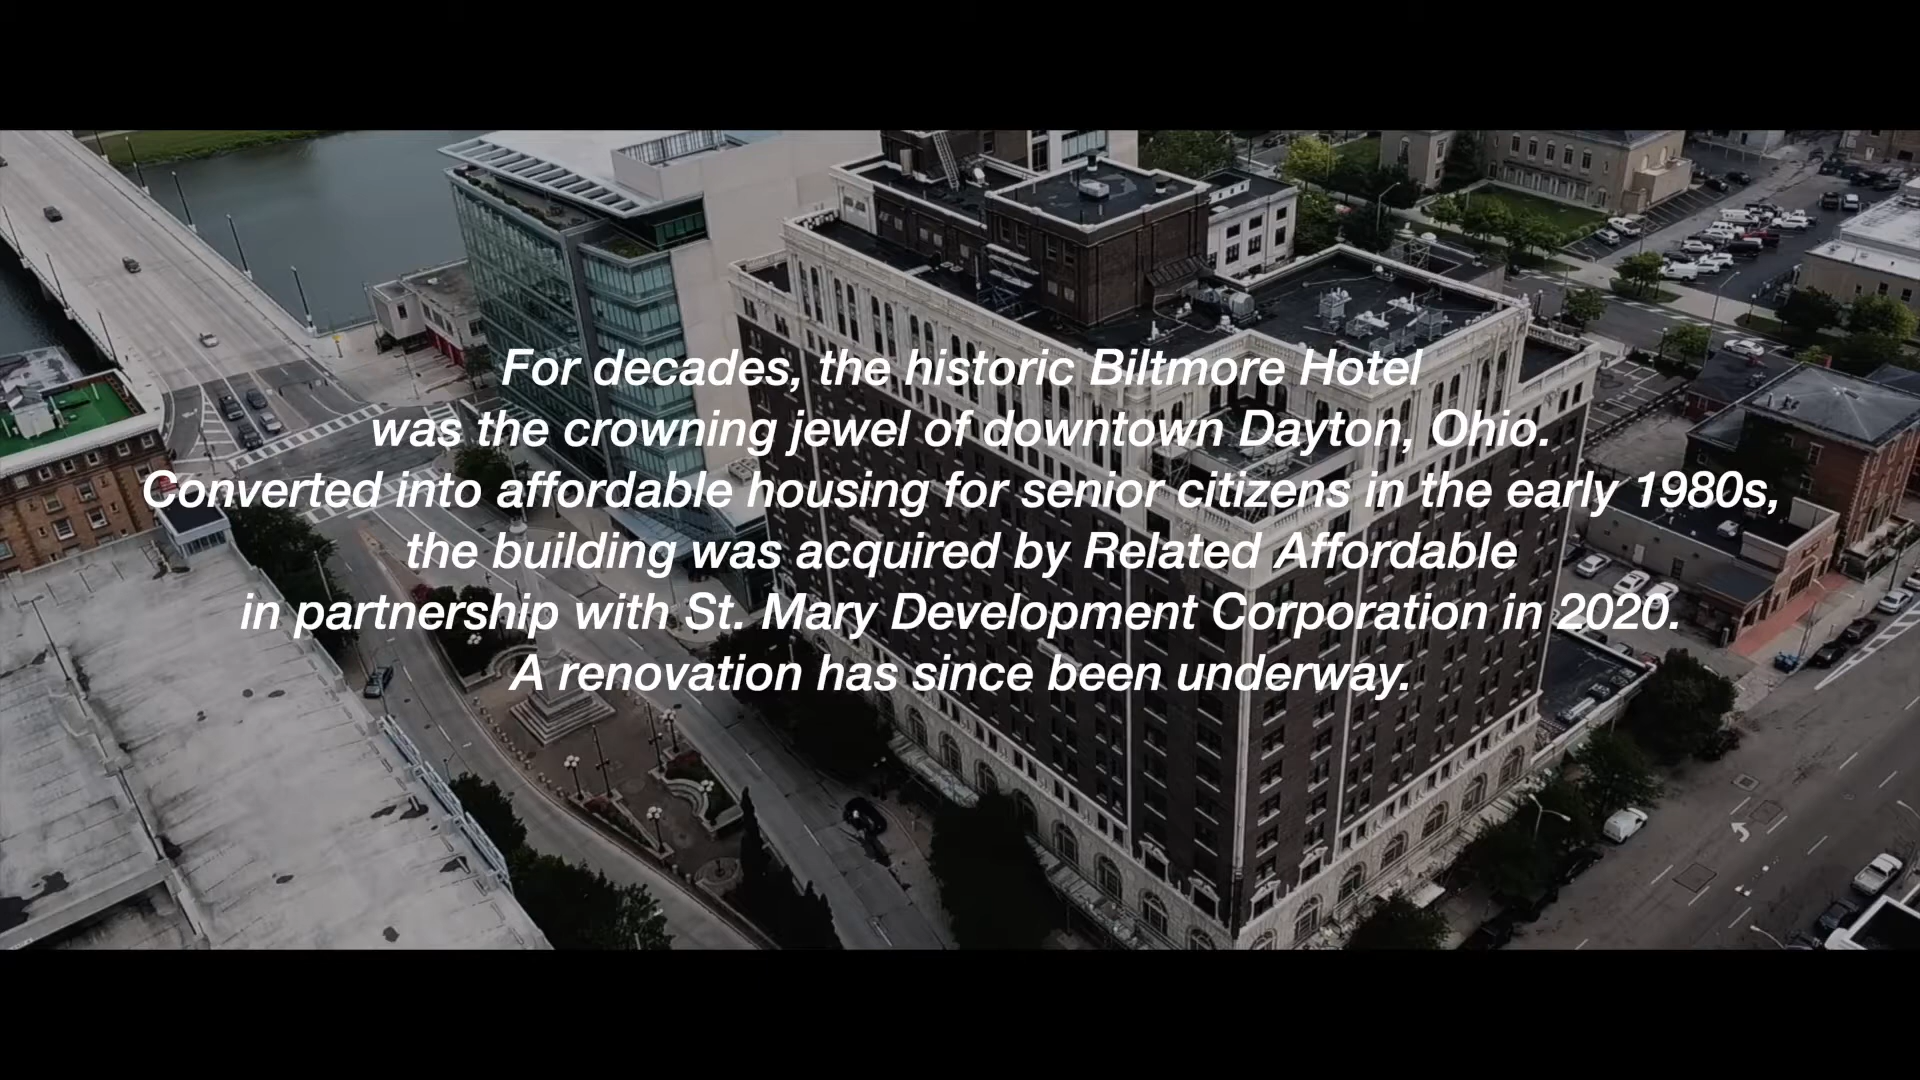 For decades, the historic Biltmore Hotel
was the crowning jewel of downtown Dayton, Ohio.
Converted into affordable housing for senior citizens in the early 1980s,
the building was acquired by Related Affordable
in partnership with St. Mary Development Corporation in 2020.
A renovation has since been underway.